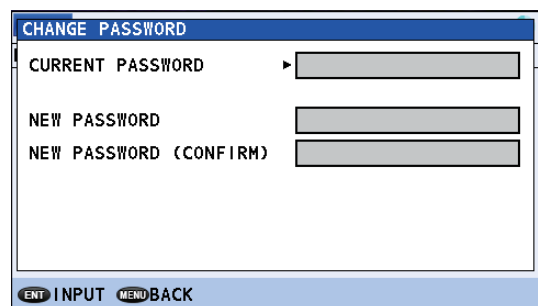 CHANGE PASSWORD
CURRENT PASSWORD
NEW PASSWORD
NEW PASSWORD (CONFIRM)
ENT INPUT MENU BACK